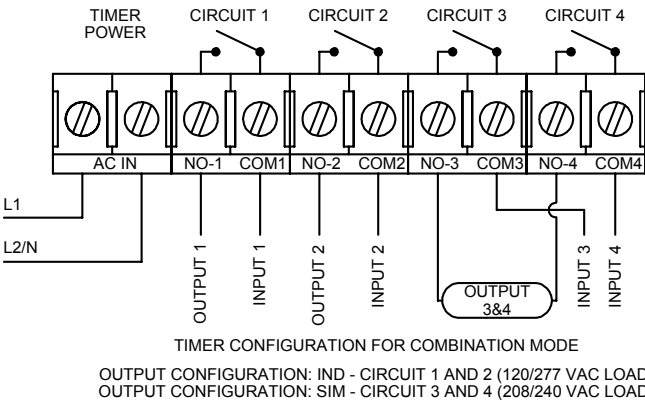 TIMER
POWER
CIRCUIT 1
CIRCUIT 2
CIRCUIT 3
CIRCUIT 4
AC IN
NO-1
COM1
NO-2
COM2
NO-3
COM3
NO-4
COM4
L1
L2/N
OUTPUT 1
INPUT 1
OUTPUT 2
INPUT 2
OUTPUT
3&4
INPUT 3
INPUT 4
TIMER CONFIGURATION FOR COMBINATION MODE
OUTPUT CONFIGURATION: IND - CIRCUIT 1 AND 2 (120/277 VAC LOAD
OUTPUT CONFIGURATION: SIM - CIRCUIT 3 AND 4 (208/240 VAC LOAD